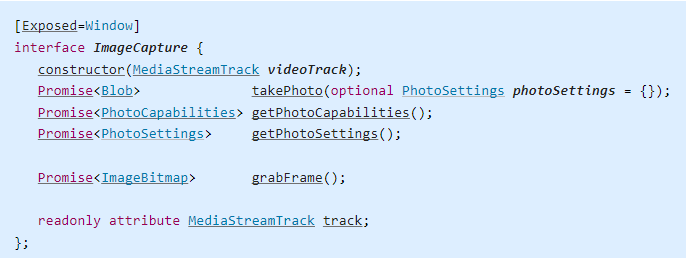 [Exposed=Window]
interface ImageCapture {
constructor(MediaStreamTrack videoTrack);
Promise<Blob> takePhoto(optional PhotoSettings photoSettings = {});
Promise<PhotoCapabilities> getPhotoCapabilities();
Promise<PhotoSettings> getPhotoSettings();
Promise<ImageBitmap> grabFrame();
readonly attribute MediaStreamTrack track;
};